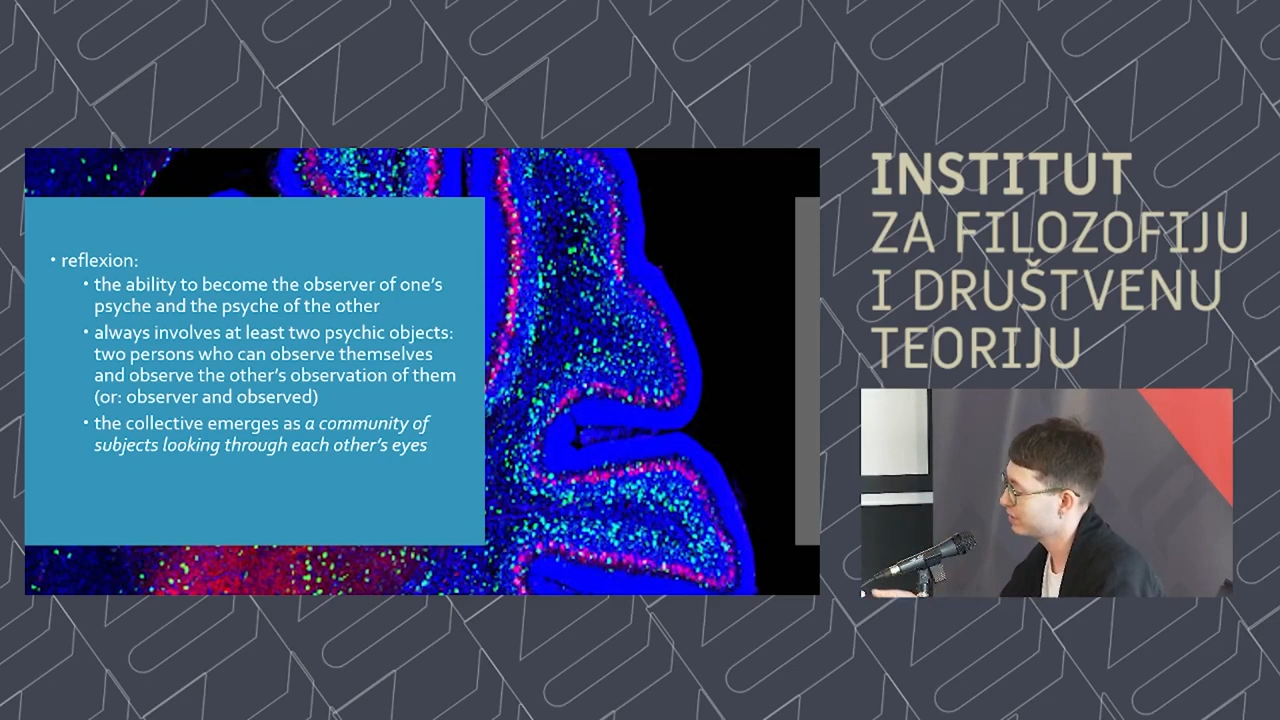 • reflexion:
• the ability to become the observer of one's
psyche and the psyche of the other
• always involves at least two psychic objects:
two persons who can observe themselves
and observe the other's observation of them
(or: observer and observed)
• the collective emerges as a community of
subjects looking through each other's eyes
INSTITUT
ZA FILOZOFIJU
I DRUŠTVENU
TEORIJU